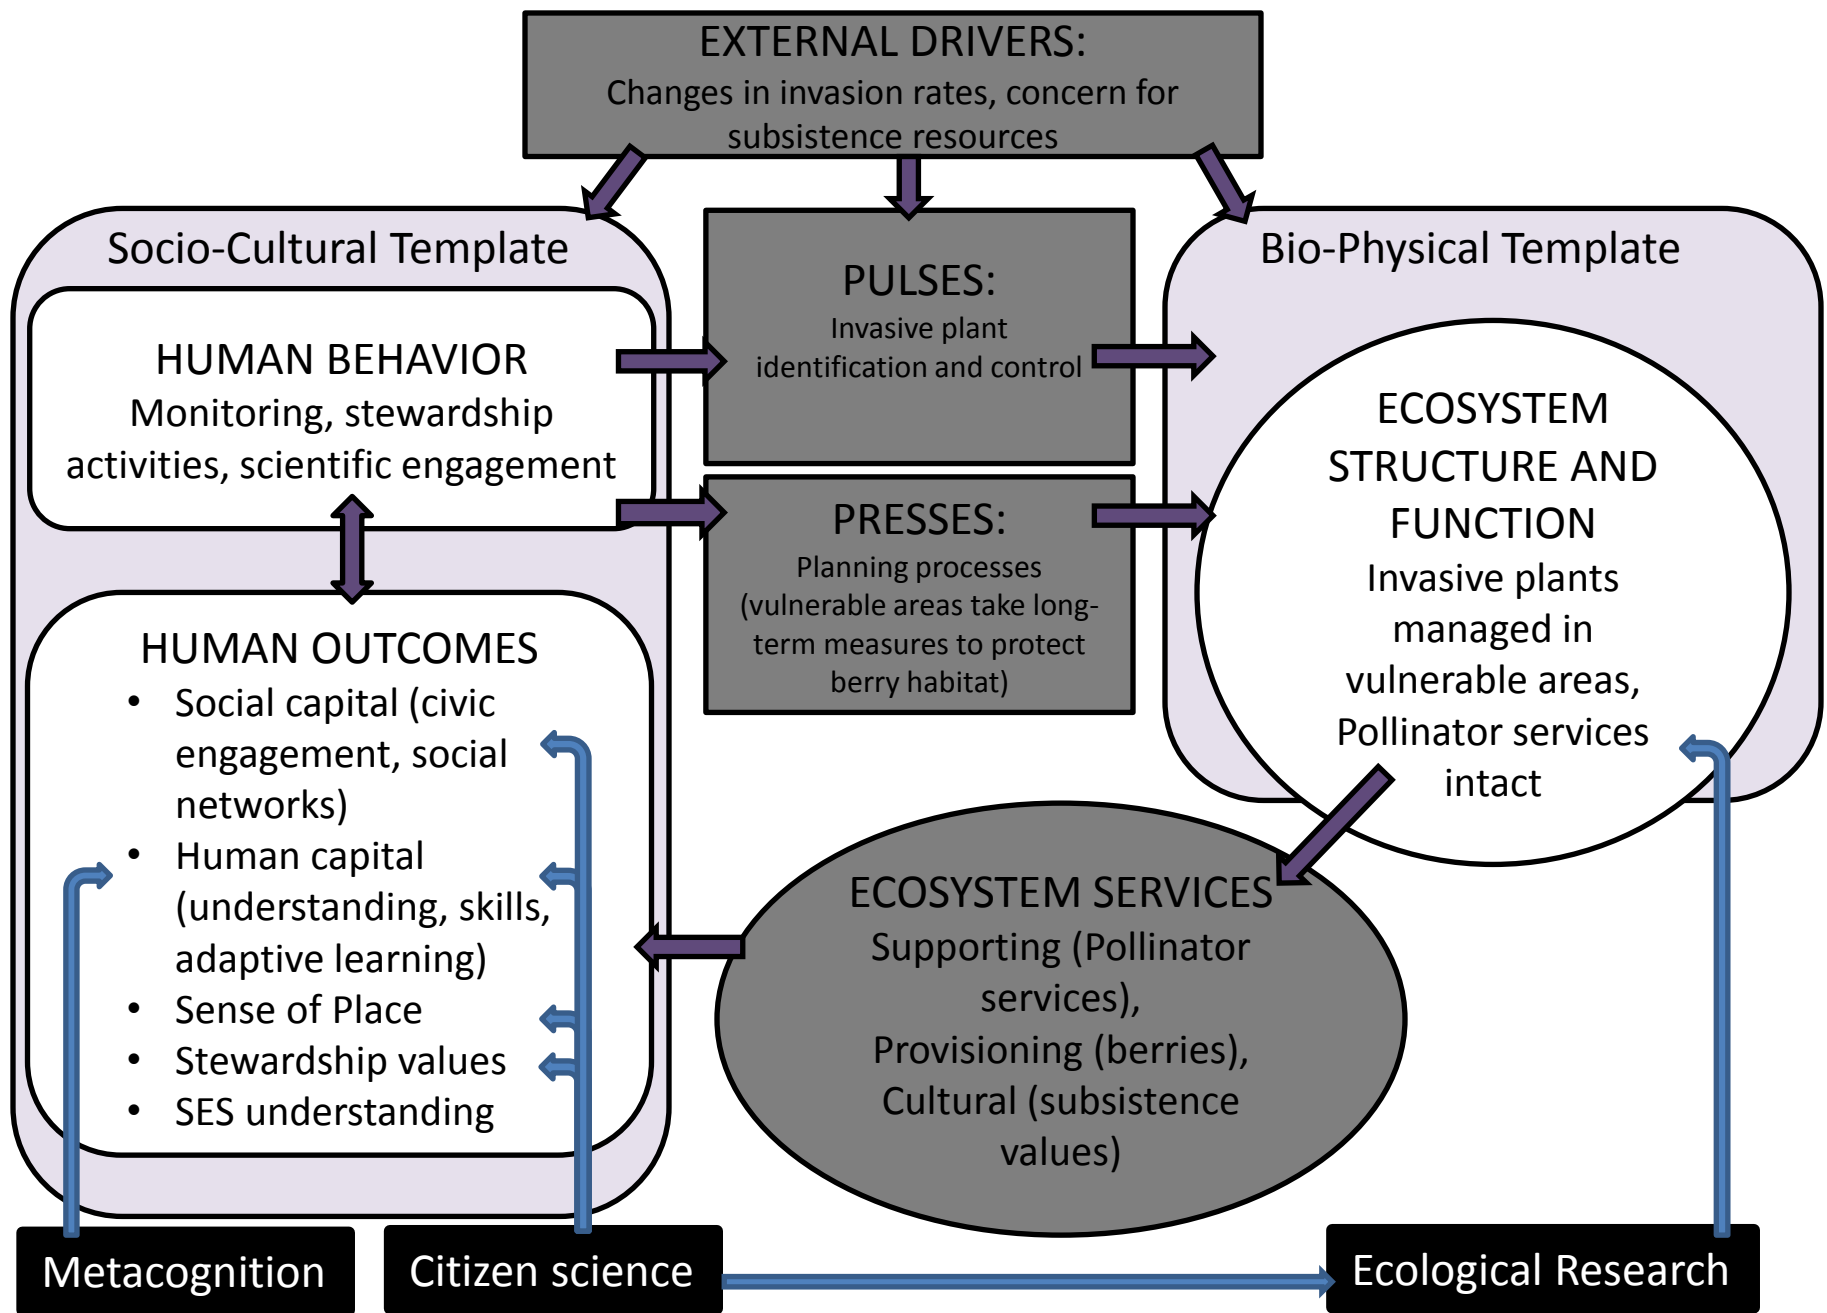 EXTERNAL DRIVERS:
Changes in invasion rates, concern for
subsistence resources
Socio-Cultural Template
HUMAN BEHAVIOR
Monitoring, stewardship
activities, scientific engagement
HUMAN OUTCOMES
• Social capital (civic
engagement, social
networks)
• Human capital
(understanding, skills,
adaptive learning)
• Sense of Place
• Stewardship values
• SES understanding
PULSES:
Invasive plant
identification and control
PRESSES:
Planning processes
(vulnerable areas take long-
term measures to protect
berry habitat)
Bio-Physical Template
ECOSYSTEM
STRUCTURE AND
FUNCTION
Invasive plants
managed in
vulnerable areas,
Pollinator services
intact
ECOSYSTEM SERVICES
Supporting (Pollinator
services),
Provisioning (berries),
Cultural (subsistence
values)
Metacognition
Citizen science
Ecological Research